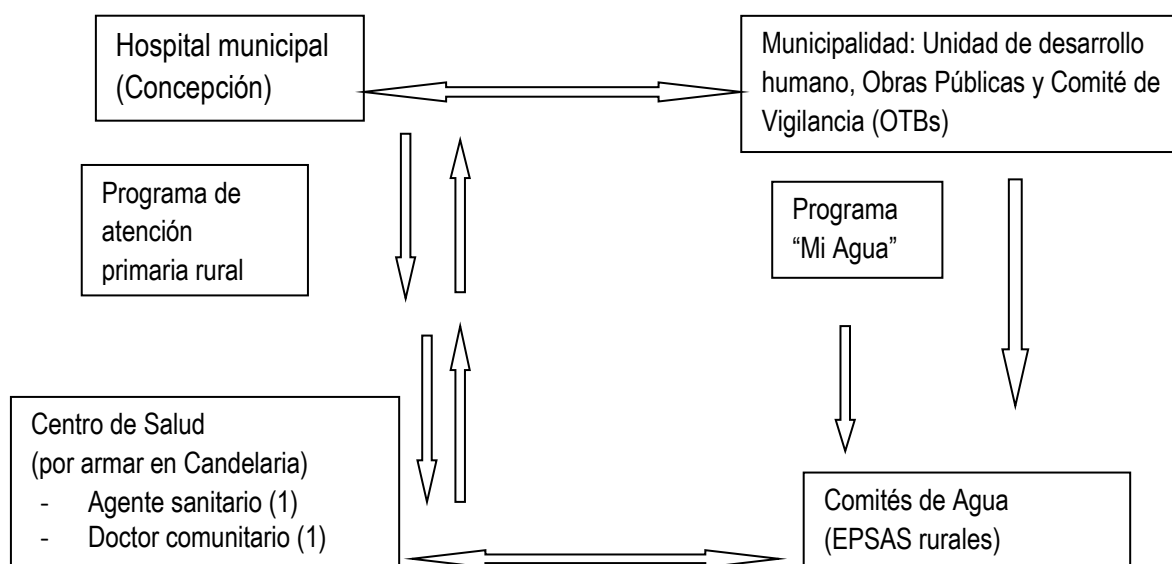 Hospital municipal
(Concepción)
Municipalidad: Unidad de desarrollo
humano, Obras Públicas y Comité de
Vigilancia (OTBs)
Programa de
atención
primaria rural
Programa
“Mi Agua”
Centro de Salud
(por armar en Candelaria)
- Agente sanitario (1)
- Doctor comunitario (1)
Comités de Agua
(EPSAS rurales)